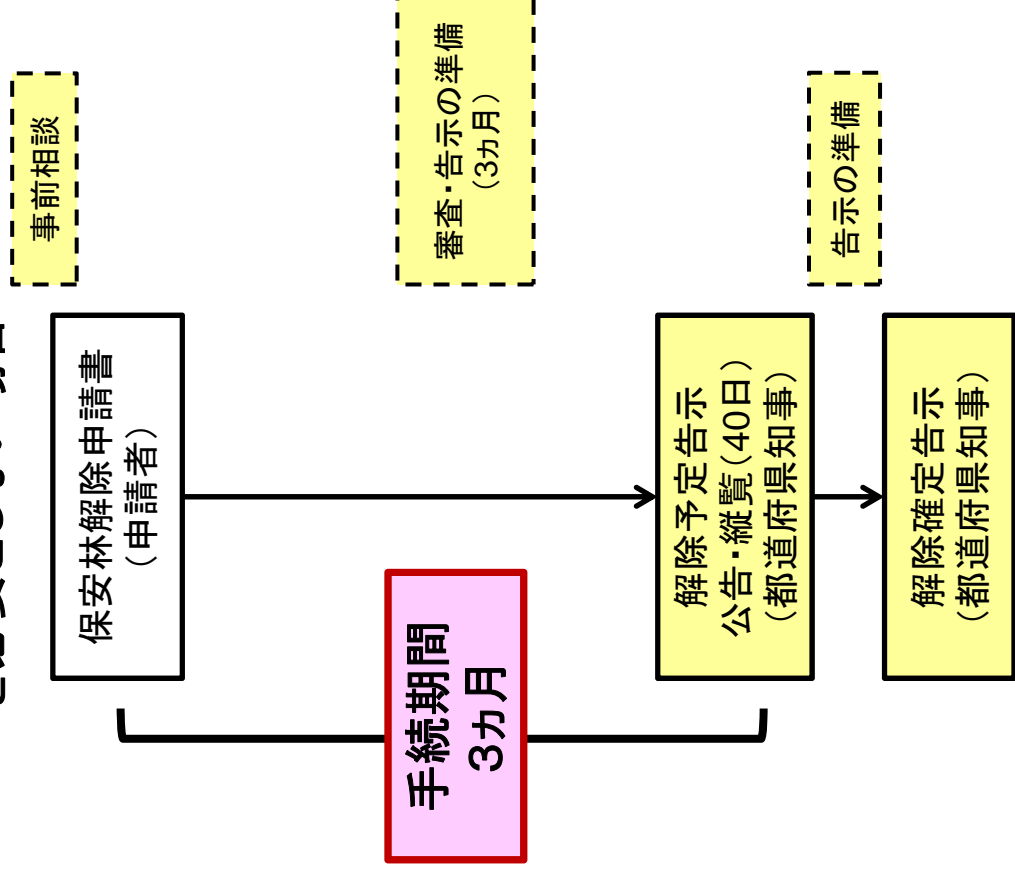 事前相談
保安林解除申請書
（申請者）
審査・告示の準備
（3カ月）
手続期間
3カ月
解除予定告示
公告・縦覧（40日）
（都道府県知事）
告示の準備
解除確定告示
（都道府県知事）